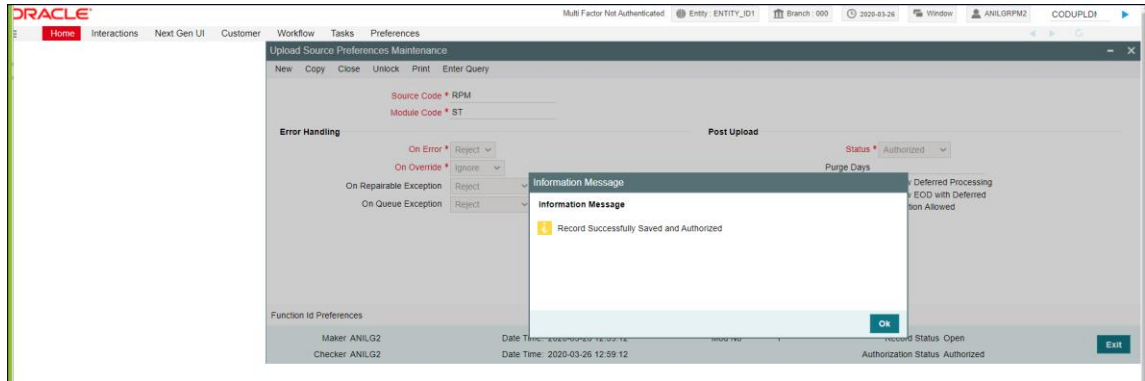 ORACLE
Multi Factor Not Authenticated Entity : ENTITY_ID1 Branch : 000 2020-03-26 Window ANILGRPM2 CODUPLDM
Home Interactions Next Gen UI Customer Workflow Tasks Preferences
Upload Source Preferences Maintenance
New Copy Close Unlock Print Enter Query
Source Code * RPM
Module Code * ST
Error Handling Post Upload
On Error * Reject Status * Authorized
On Override * Ignore Purge Days
On Repairable Exception Reject Deferred Processing
On Queue Exception Reject EOD with Deferred
Allowed
Information Message
Information Message
Record Successfully Saved and Authorized
Ok
Function Id Preferences
Maker ANILG2 Date Time: 2020-03-26 12:59:12 Mod No 1 Record Status Open
Checker ANILG2 Date Time: 2020-03-26 12:59:12 Authorization Status Authorized
Exit